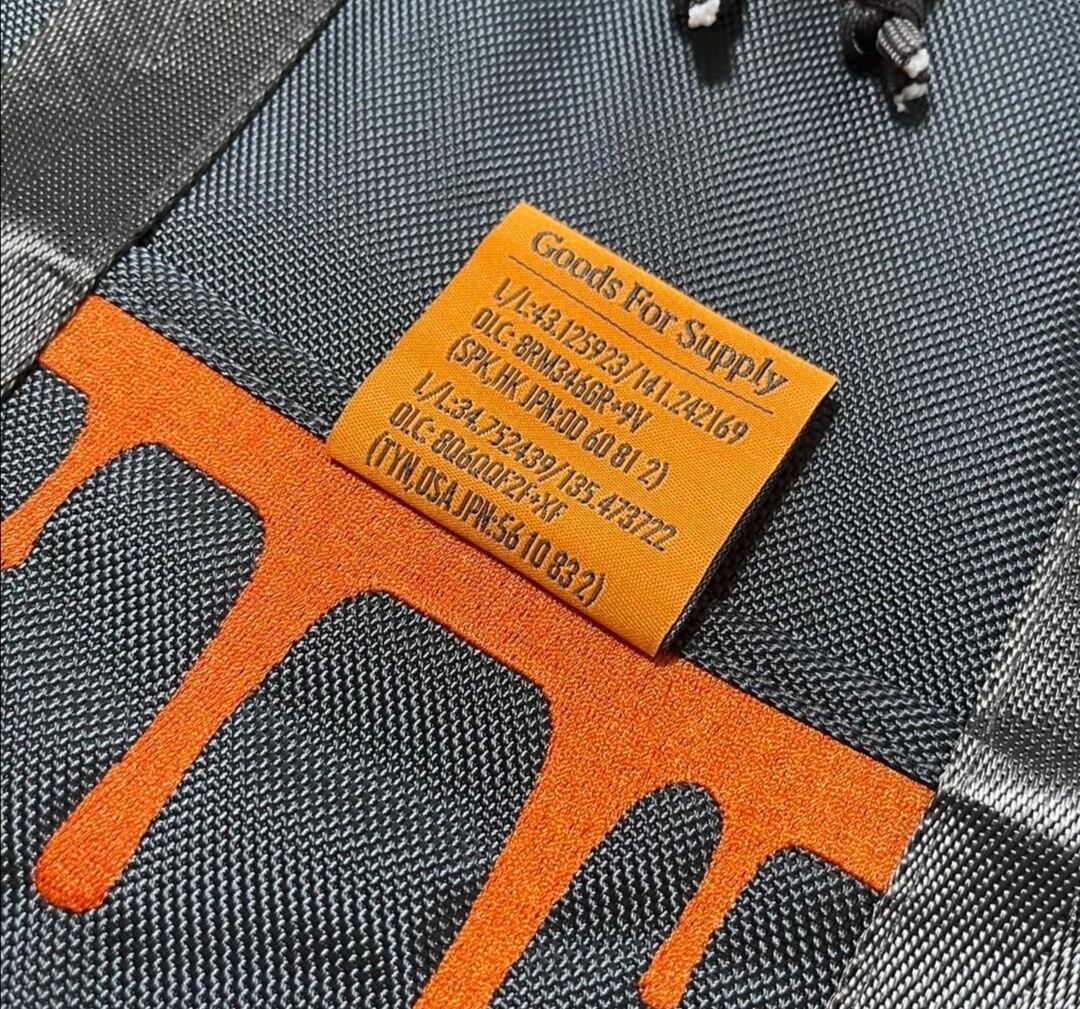 Goods For Supply
L/L:43.125923/141.242169
OLC: 8RM346GR+9V
(SPK,HK JPN:00 60 81 2)
L/L:34.752439/135.473722
OLC: 8Q6QQF2F+XF
(TYN,OSA JPN:56 10 83 2)